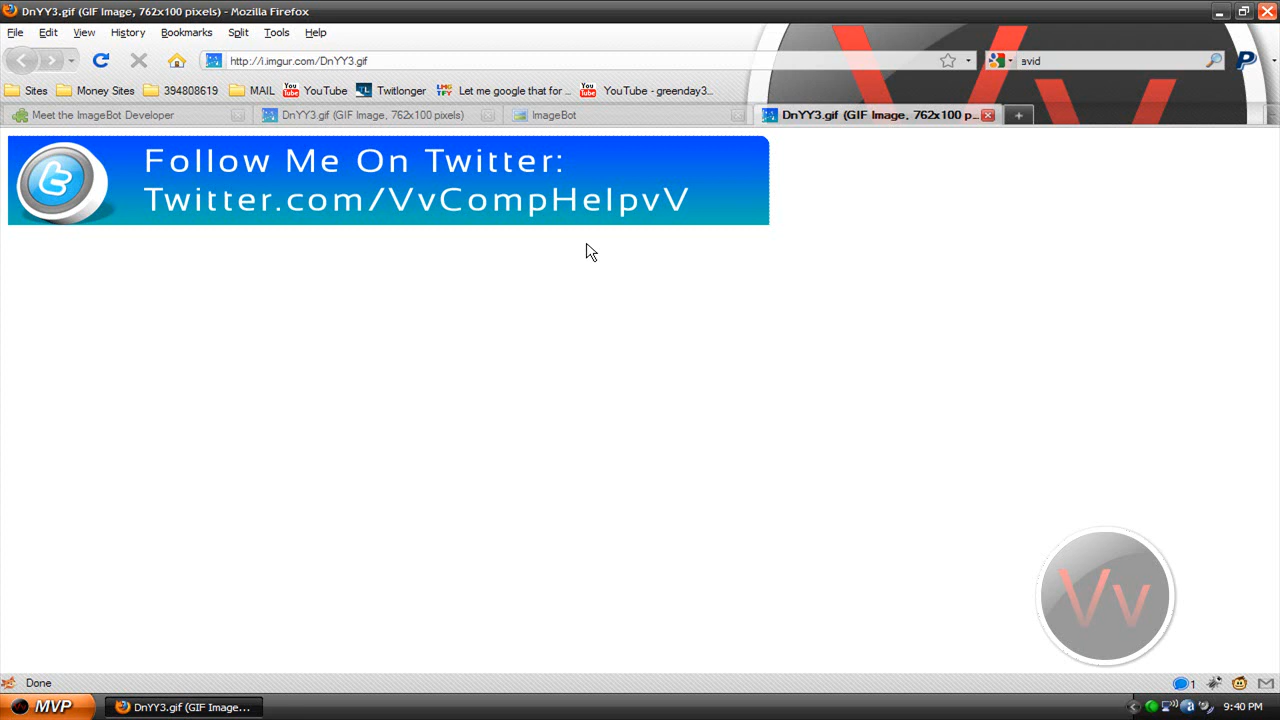 DnYY3.gif (GIF Image, 762x100 pixels) - Mozilla Firefox
File Edit View History Bookmarks Split Tools Help
http://i.imgur.com/DnYY3.gif
avid
Sites Money Sites 394808619 MAIL YouTube Twitlonger Let me google that for ... YouTube - greenday3...
Meet the ImageBot Developer DnYY3.gif (GIF Image, 762x100 pixels) ImageBot DnYY3.gif (GIF Image, 762x100 p...
Follow Me On Twitter:
Twitter.com/VvCompHelpvV
Vv
Done
1
MVP
DnYY3.gif (GIF Image...
9:40 PM